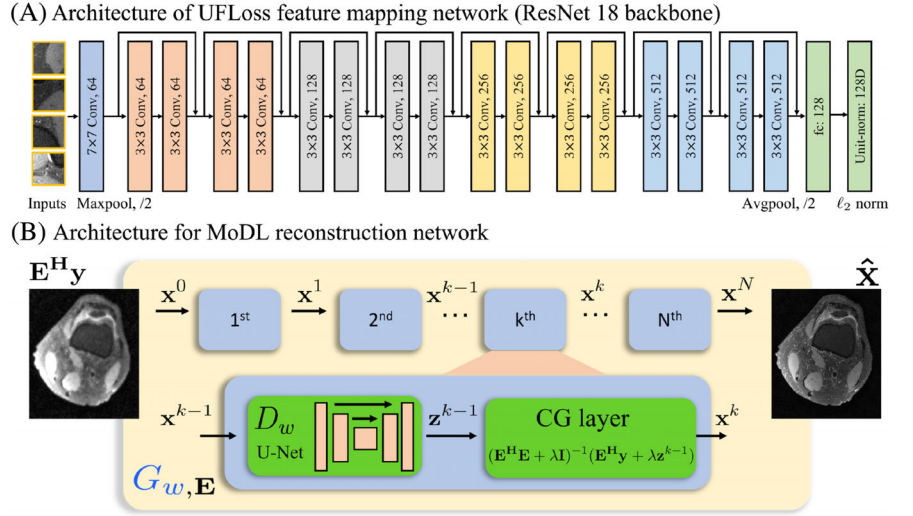 (A) Architecture of UFLoss feature mapping network (ResNet 18 backbone)
7×7 Conv, 64
3×3 Conv, 64
3×3 Conv, 64
3×3 Conv, 64
3×3 Conv, 64
3×3 Conv, 128
3×3 Conv, 128
3×3 Conv, 128
3×3 Conv, 128
3×3 Conv, 256
3×3 Conv, 256
3×3 Conv, 256
3×3 Conv, 256
3×3 Conv, 512
3×3 Conv, 512
3×3 Conv, 512
3×3 Conv, 512
fc: 128
Unit-norm: 128D
Inputs Maxpool, /2 Avgpool, /2 ℓ₂ norm
(B) Architecture for MoDL reconstruction network
E^H y
x^0 x^1 x^{k-1} x^k x^N
x̂
1st 2nd ... kth ... Nth
x^{k-1}
D_w
U-Net
z^{k-1}
CG layer
(E^H E + λI)^{-1}(E^H y + λz^{k-1})
x^k
G_{w,E}